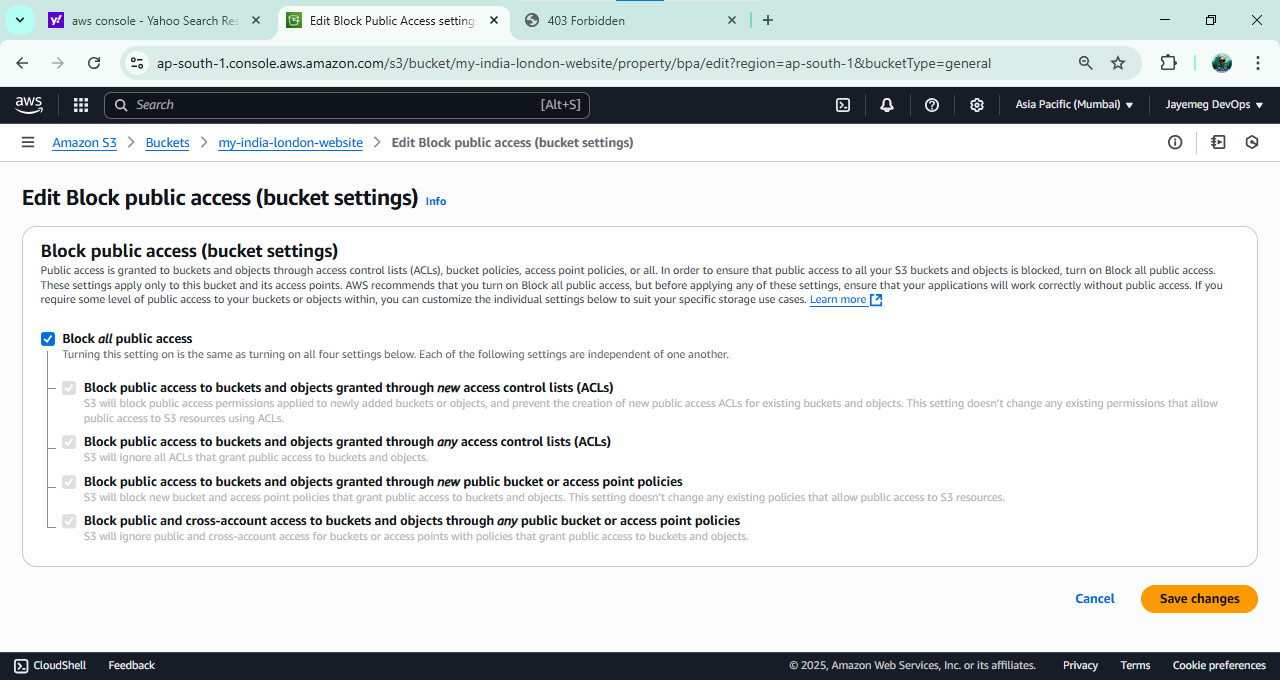 aws console - Yahoo Search Res
Edit Block Public Access setting
403 Forbidden
ap-south-1.console.aws.amazon.com/s3/bucket/my-india-london-website/property/bpa/edit?region=ap-south-1&bucketType=general
aws
Search
[Alt+S]
Asia Pacific (Mumbai)
Jayemeg DevOps
Amazon S3
Buckets
my-india-london-website
Edit Block public access (bucket settings)
Edit Block public access (bucket settings) Info
Block public access (bucket settings)
Public access is granted to buckets and objects through access control lists (ACLs), bucket policies, access point policies, or all. In order to ensure that public access to all your S3 buckets and objects is blocked, turn on Block all public access.
These settings apply only to this bucket and its access points. AWS recommends that you turn on Block all public access, but before applying any of these settings, ensure that your applications will work correctly without public access. If you
require some level of public access to your buckets or objects within, you can customize the individual settings below to suit your specific storage use cases. Learn more
Block all public access
Turning this setting on is the same as turning on all four settings below. Each of the following settings are independent of one another.
Block public access to buckets and objects granted through new access control lists (ACLs)
S3 will block public access permissions applied to newly added buckets or objects, and prevent the creation of new public access ACLs for existing buckets and objects. This setting doesn't change any existing permissions that allow
public access to S3 resources using ACLs.
Block public access to buckets and objects granted through any access control lists (ACLs)
S3 will ignore all ACLs that grant public access to buckets and objects.
Block public access to buckets and objects granted through new public bucket or access point policies
S3 will block new bucket and access point policies that grant public access to buckets and objects. This setting doesn't change any existing policies that allow public access to S3 resources.
Block public and cross-account access to buckets and objects through any public bucket or access point policies
S3 will ignore public and cross-account access for buckets or access points with policies that grant public access to buckets and objects.
Cancel
Save changes
CloudShell
Feedback
© 2025, Amazon Web Services, Inc. or its affiliates.
Privacy
Terms
Cookie preferences